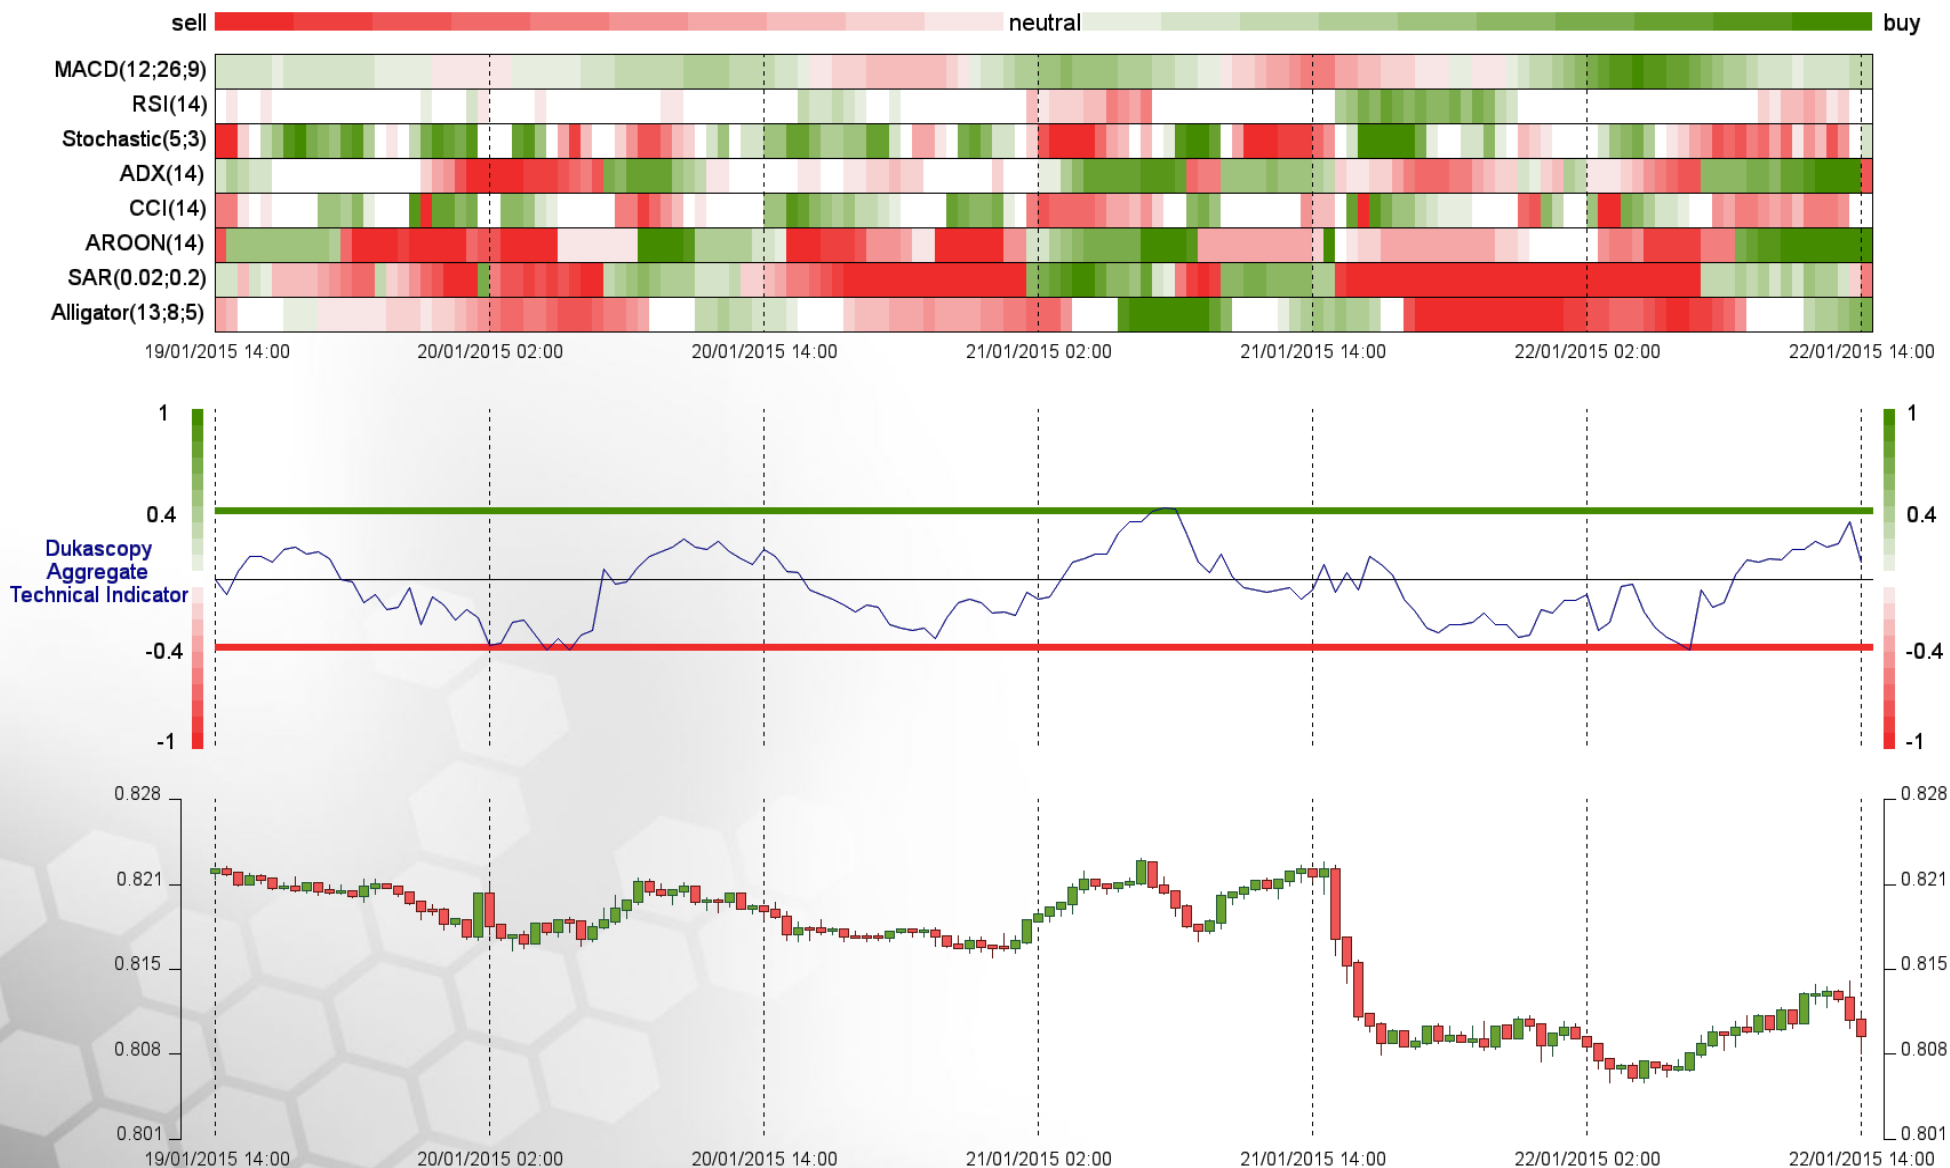 sell neutral buy
MACD(12;26;9)
RSI(14)
Stochastic(5;3)
ADX(14)
CCI(14)
AROON(14)
SAR(0.02;0.2)
Alligator(13;8;5)
19/01/2015 14:00 20/01/2015 02:00 20/01/2015 14:00 21/01/2015 02:00 21/01/2015 14:00 22/01/2015 02:00 22/01/2015 14:00
1 1
0.4 0.4
Dukascopy
Aggregate
Technical Indicator
-0.4 -0.4
-1 -1
0.828 0.828
0.821 0.821
0.815 0.815
0.808 0.808
0.801 0.801
19/01/2015 14:00 20/01/2015 02:00 20/01/2015 14:00 21/01/2015 02:00 21/01/2015 14:00 22/01/2015 02:00 22/01/2015 14:00